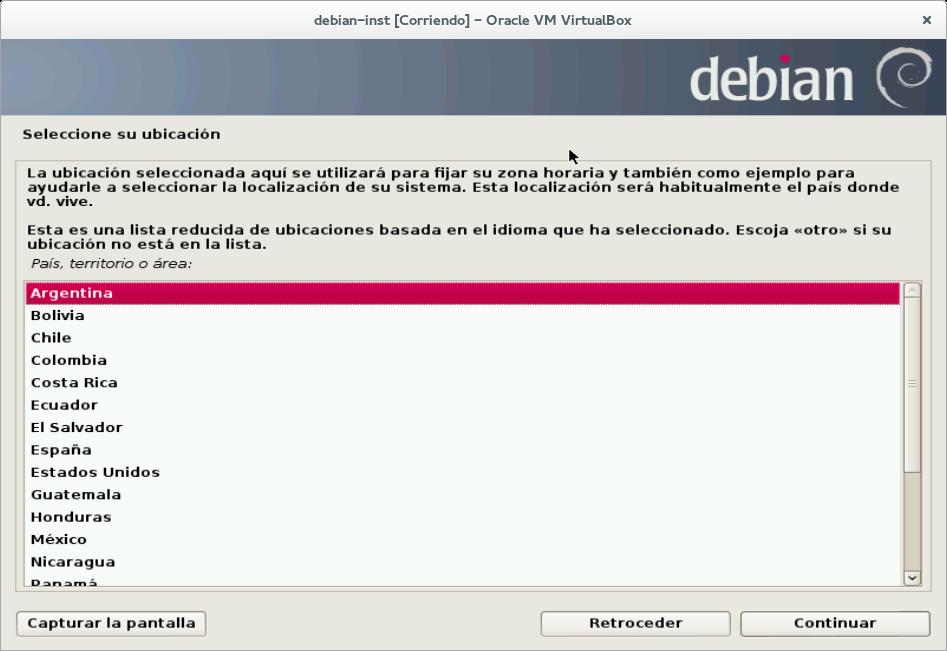 debian-inst [Corriendo] - Oracle VM VirtualBox
debian
Seleccione su ubicación
La ubicación seleccionada aquí se utilizará para fijar su zona horaria y también como ejemplo para
ayudarle a seleccionar la localización de su sistema. Esta localización será habitualmente el país donde
vd. vive.
Esta es una lista reducida de ubicaciones basada en el idioma que ha seleccionado. Escoja «otro» si su
ubicación no está en la lista.
País, territorio o área:
Argentina
Bolivia
Chile
Colombia
Costa Rica
Ecuador
El Salvador
España
Estados Unidos
Guatemala
Honduras
México
Nicaragua
Panamá
Capturar la pantalla
Retroceder
Continuar